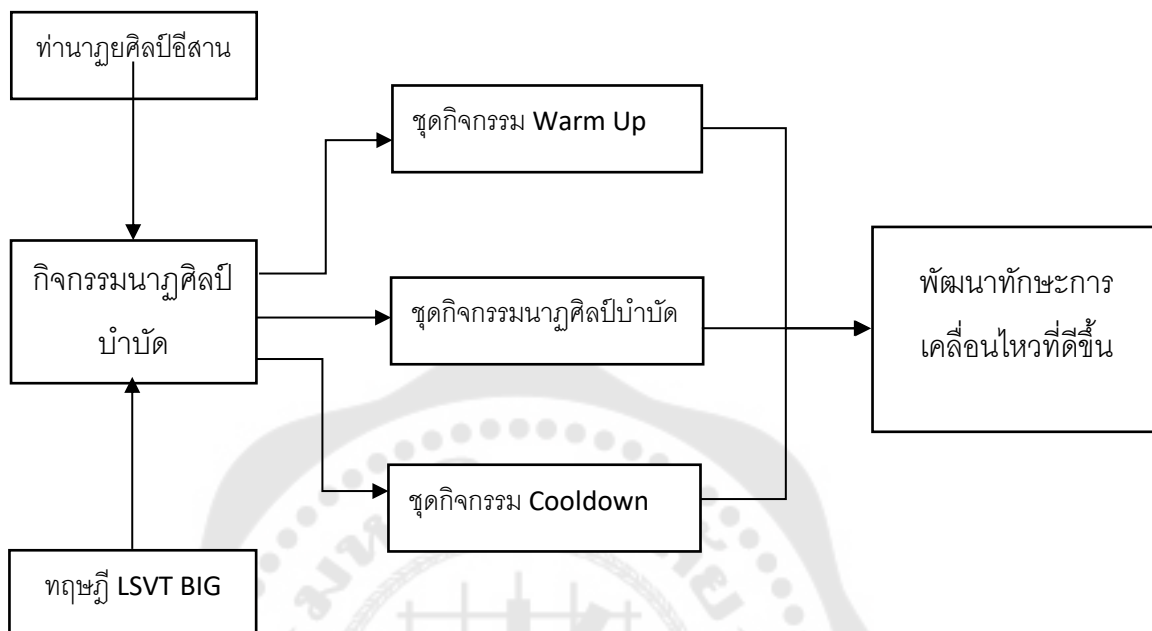 ท่านาฏยศิลป์อีสาน
ชุดกิจกรรม Warm Up
กิจกรรมนาฏศิลป์
บำบัด
ชุดกิจกรรมนาฏศิลป์บำบัด
พัฒนาทักษะการ
เคลื่อนไหวที่ดีขึ้น
ชุดกิจกรรม Cooldown
ทฤษฎี LSVT BIG